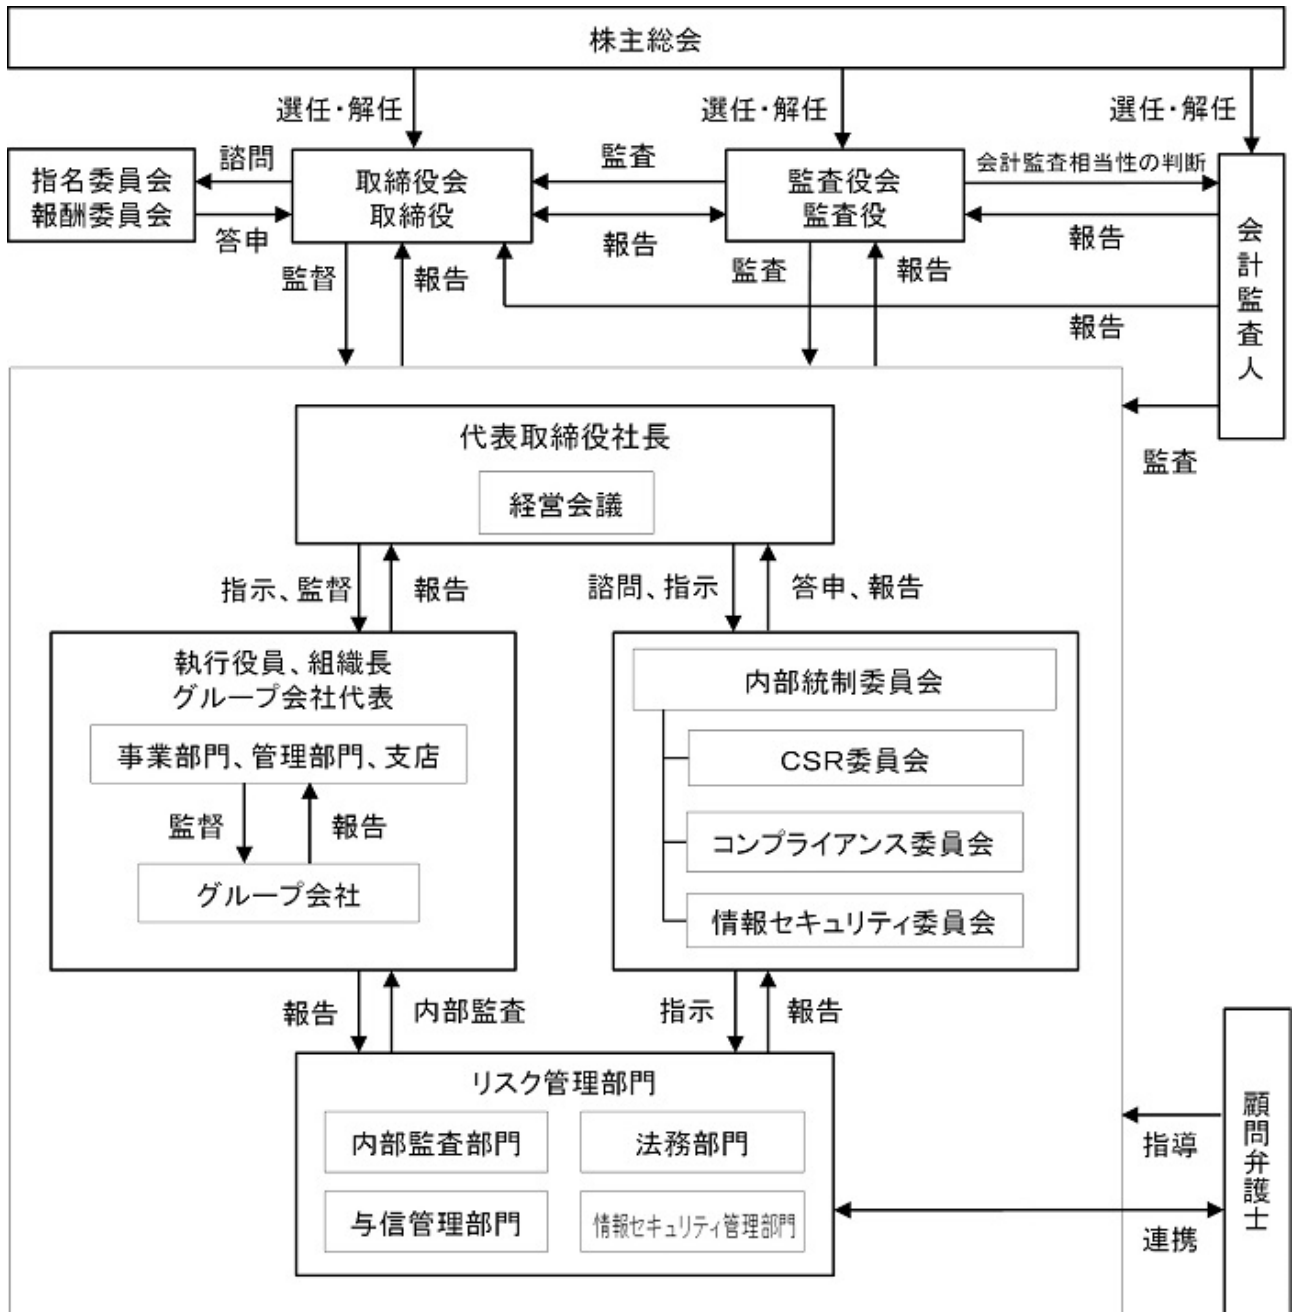 株主総会
選任・解任
選任・解任
選任・解任
指名委員会
報酬委員会
諮問
答申
取締役会
取締役
監査
報告
監査役会
監査役
会計監査相当性の判断
報告
会計監査人
監督
報告
監査
報告
報告
監査
代表取締役社長
経営会議
指示、監督
報告
諮問、指示
答申、報告
執行役員、組織長
グループ会社代表
事業部門、管理部門、支店
監督
報告
グループ会社
内部統制委員会
CSR委員会
コンプライアンス委員会
情報セキュリティ委員会
報告
内部監査
指示
報告
リスク管理部門
内部監査部門
法務部門
与信管理部門
情報セキュリティ管理部門
顧問弁護士
指導
連携